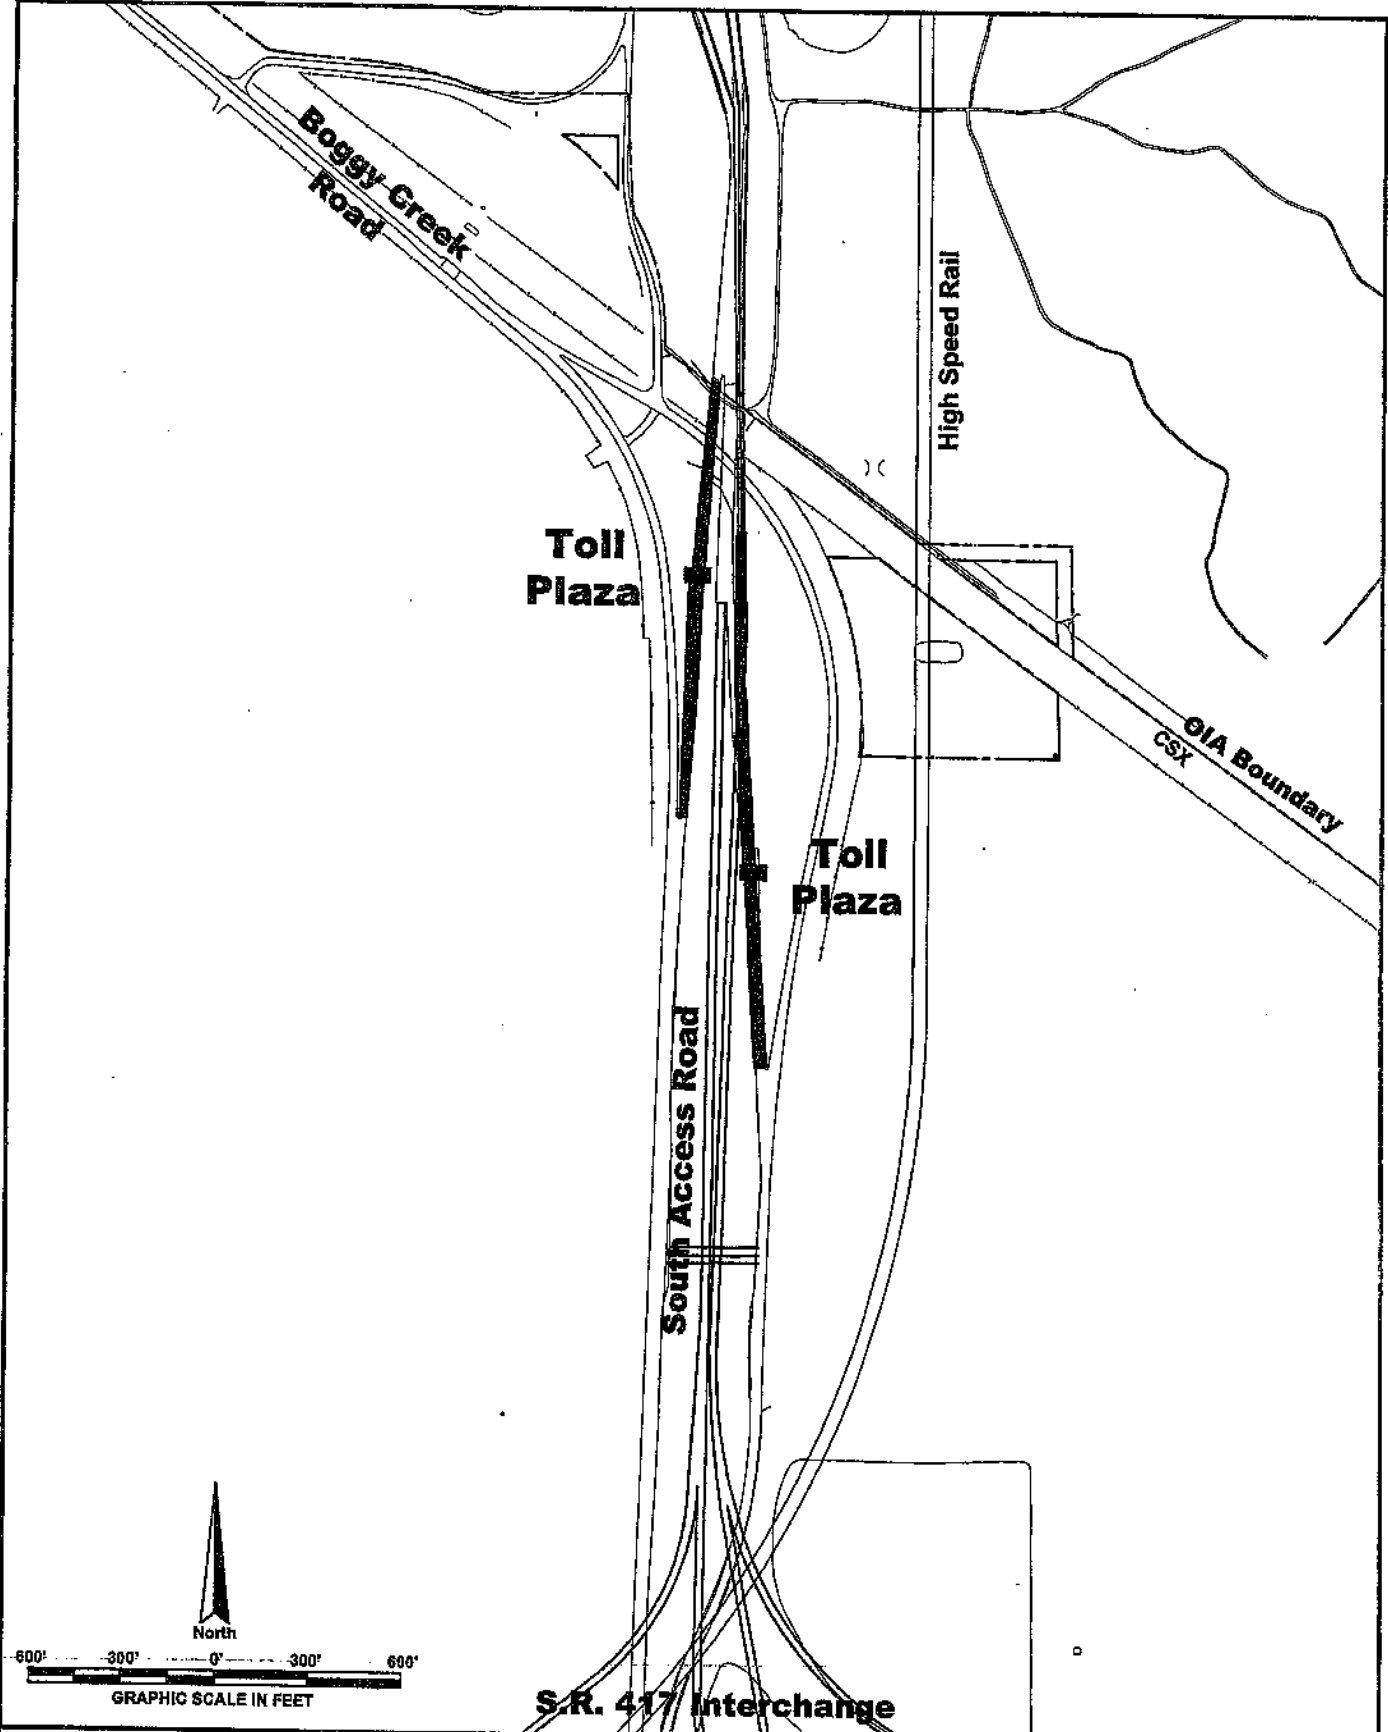 Boggy Creek
Road
High Speed Rail
Toll
Plaza
OIA Boundary
CSX
Toll
Plaza
South Access Road
North
600' 300' 0' 300' 600'
GRAPHIC SCALE IN FEET
S.R. 417 Interchange